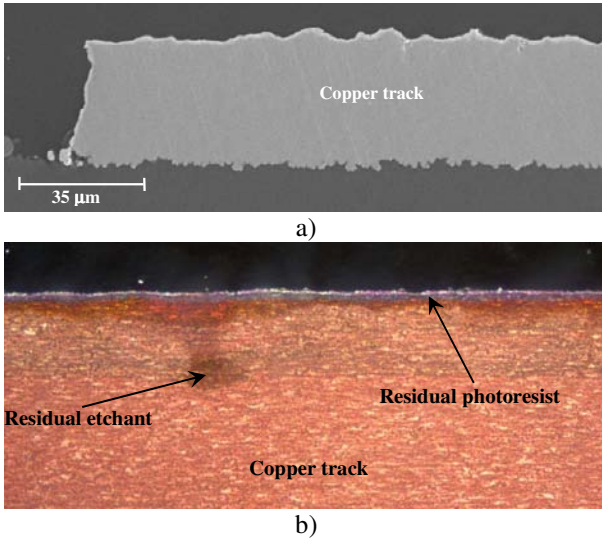 Copper track
35 μm
a)
Residual photoresist
Residual etchant
Copper track
b)